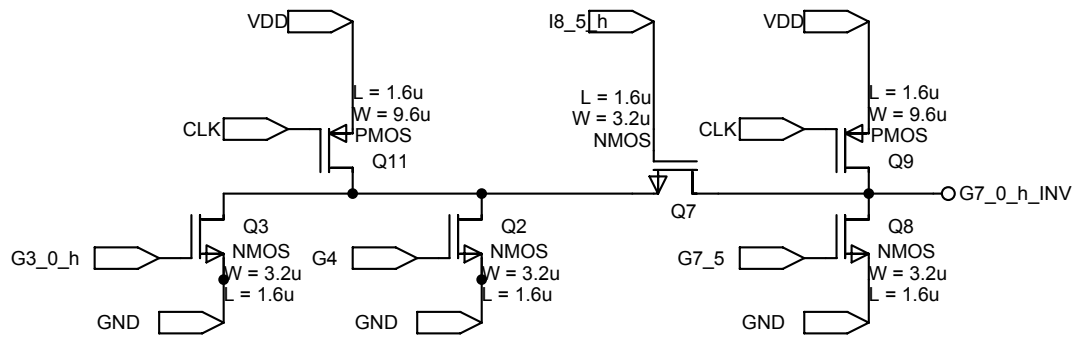 VDD
I8_5_h
VDD
L = 1.6u
W = 9.6u
PMOS
CLK
Q11
L = 1.6u
W = 3.2u
NMOS
Q7
L = 1.6u
W = 9.6u
PMOS
CLK
Q9
G7_0_h_INV
Q3
NMOS
W = 3.2u
L = 1.6u
G3_0_h
GND
Q2
NMOS
W = 3.2u
L = 1.6u
G4
GND
Q8
NMOS
W = 3.2u
L = 1.6u
G7_5
GND